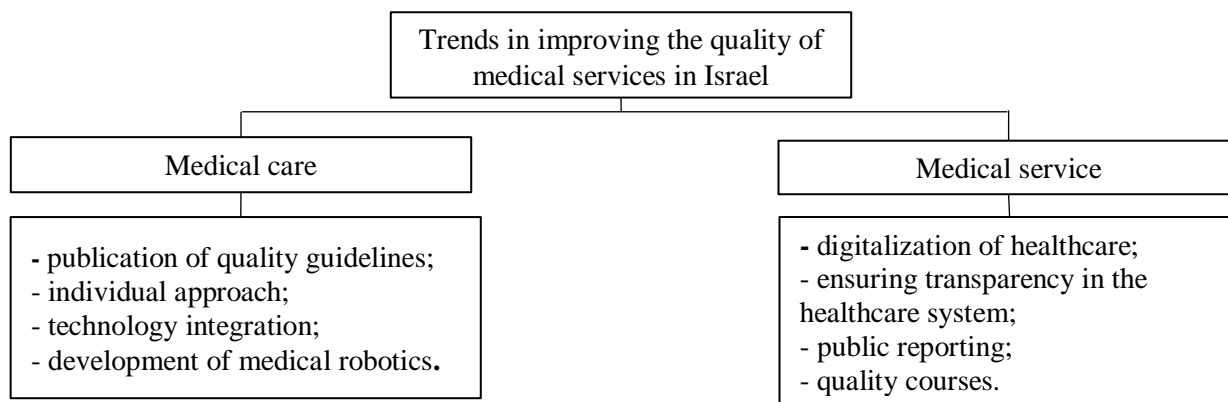 Trends in improving the quality of
medical services in Israel
Medical care
Medical service
- publication of quality guidelines;
- individual approach;
- technology integration;
- development of medical robotics.
- digitalization of healthcare;
- ensuring transparency in the
healthcare system;
- public reporting;
- quality courses.